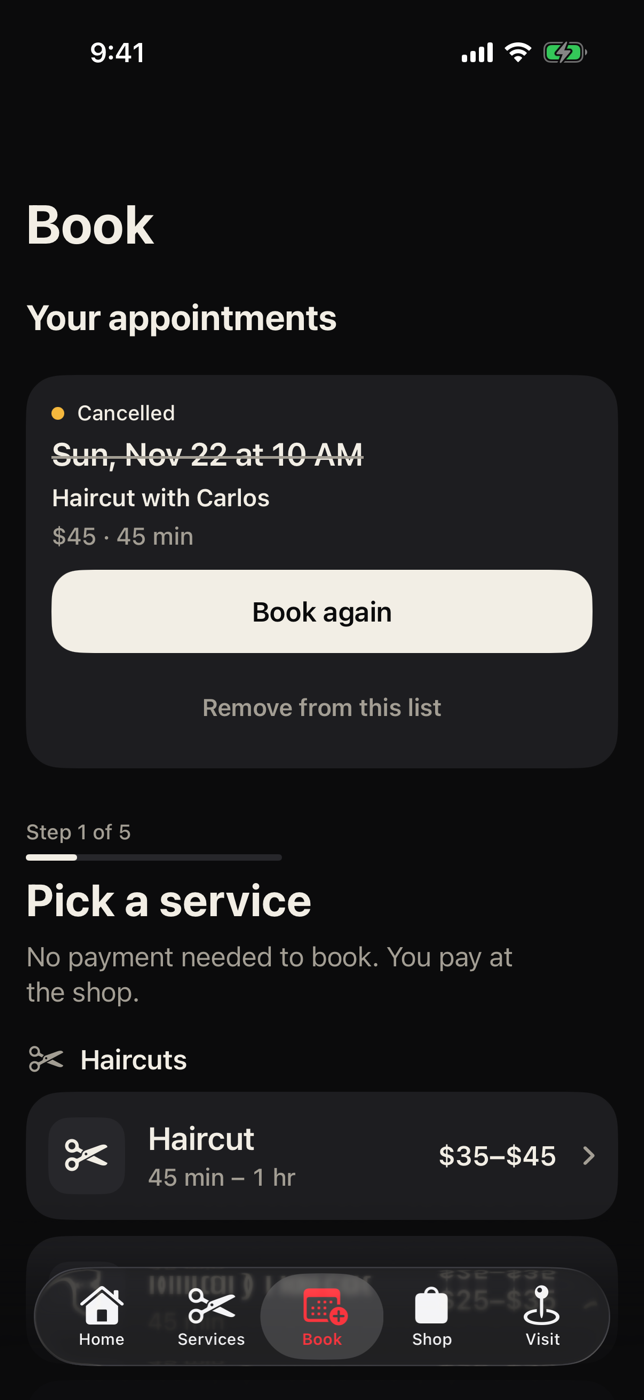 9:41
Book
Your appointments
Cancelled
Sun, Nov 22 at 10 AM
Haircut with Carlos
$45 · 45 min
Book again
Remove from this list
Step 1 of 5
Pick a service
No payment needed to book. You pay at
the shop.
Haircuts
Haircut
$35–$45
45 min – 1 hr
Home
Services
Book
Shop
Visit